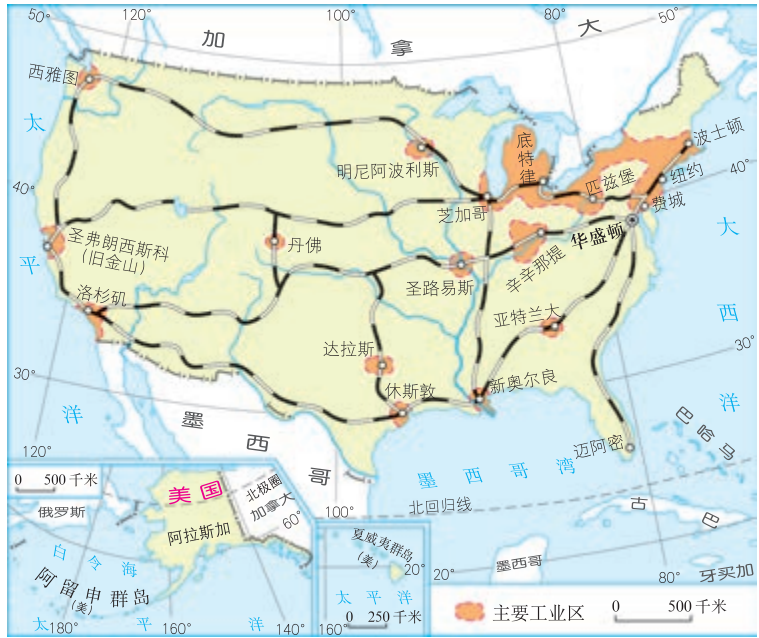 50°
120°
100°
80°
50°
加
拿
大
西雅图
太
平
洋
40°
30°
120°
明尼阿波利斯
底特律
芝加哥
匹兹堡
波士顿
纽约
40°
费城
华盛顿
圣弗朗西斯科
(旧金山)
丹佛
圣路易斯
辛辛那提
大
西
洋
洛杉矶
亚特兰大
达拉斯
休斯敦
新奥尔良
30°
迈阿密
巴哈马
墨
西
哥
墨西哥湾
北回归线
100°
古
巴
0 500千米
美国
北极圈
加拿大
俄罗斯
阿拉斯加
60°
白令海
阿留申群岛
(美)
太
平
洋
180°
160°
140°
夏威夷群岛
(美)
20°
太平洋
160°
0 250千米
20°
墨西哥
80°
牙买加
主要工业区
0 500千米